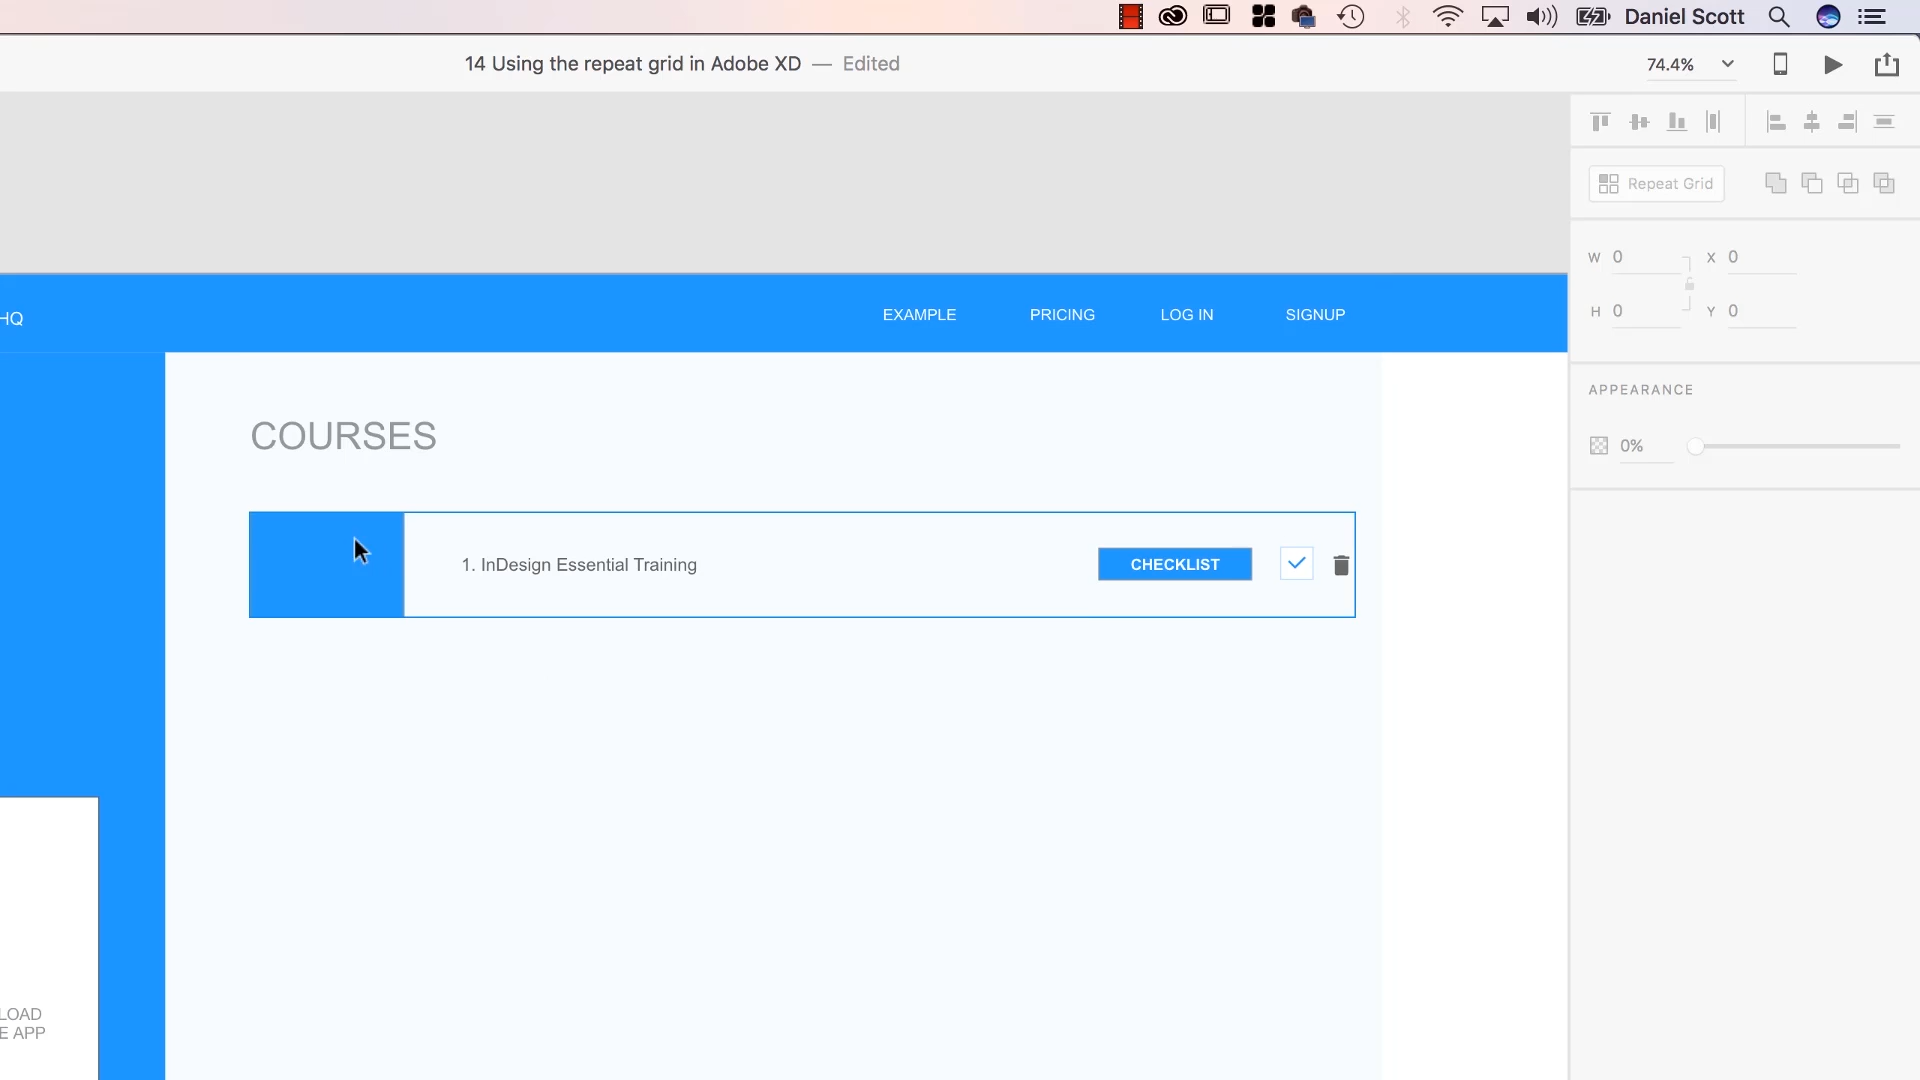 Daniel Scott
14 Using the repeat grid in Adobe XD — Edited
74.4%
Repeat Grid
W 0 X 0
H 0 Y 0
APPEARANCE
0%
HQ
EXAMPLE PRICING LOG IN SIGNUP
COURSES
1. InDesign Essential Training
CHECKLIST
LOAD
E APP